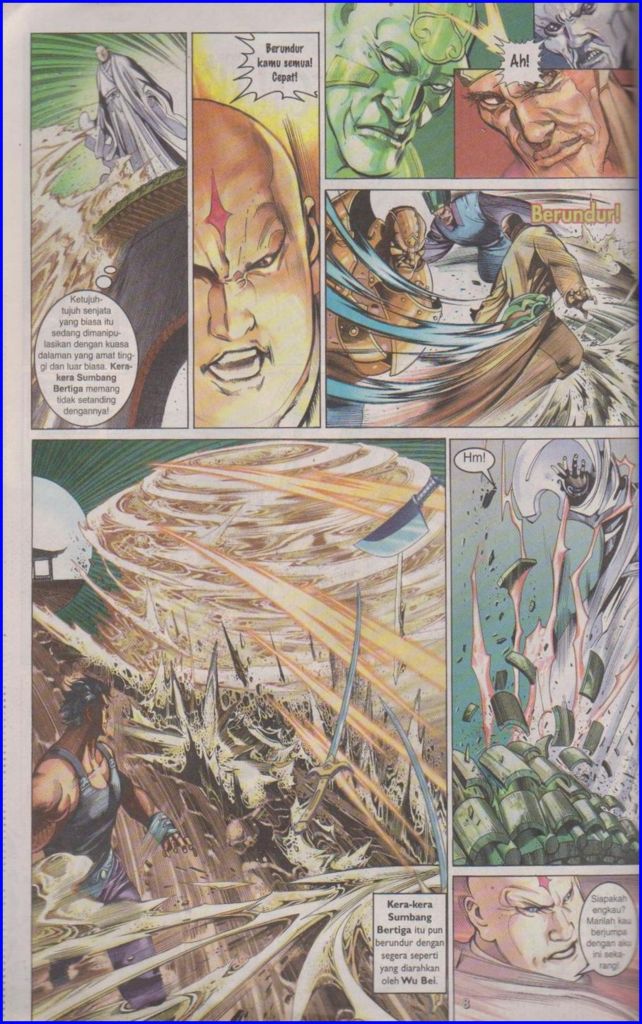 Berundur
kamu semua!
Cepat!
Ah!
Berundur!
Ketujuh-
tujuh senjata
yang biasa itu
sedang dimanipu-
lasikan dengan kuasa
dalaman yang amat ting-
gi dan luar biasa. Kera-
kera Sumbang
Bertiga memang
tidak setanding
dengannya!
Hm!
Kera-kera
Sumbang
Bertiga itu pun
berundur dengan
segera seperti
yang diarahkan
oleh Wu Bei.
Siapakah
engkau?
Marilah kau
berjumpa
dengan aku
ini seka-
rang!
8